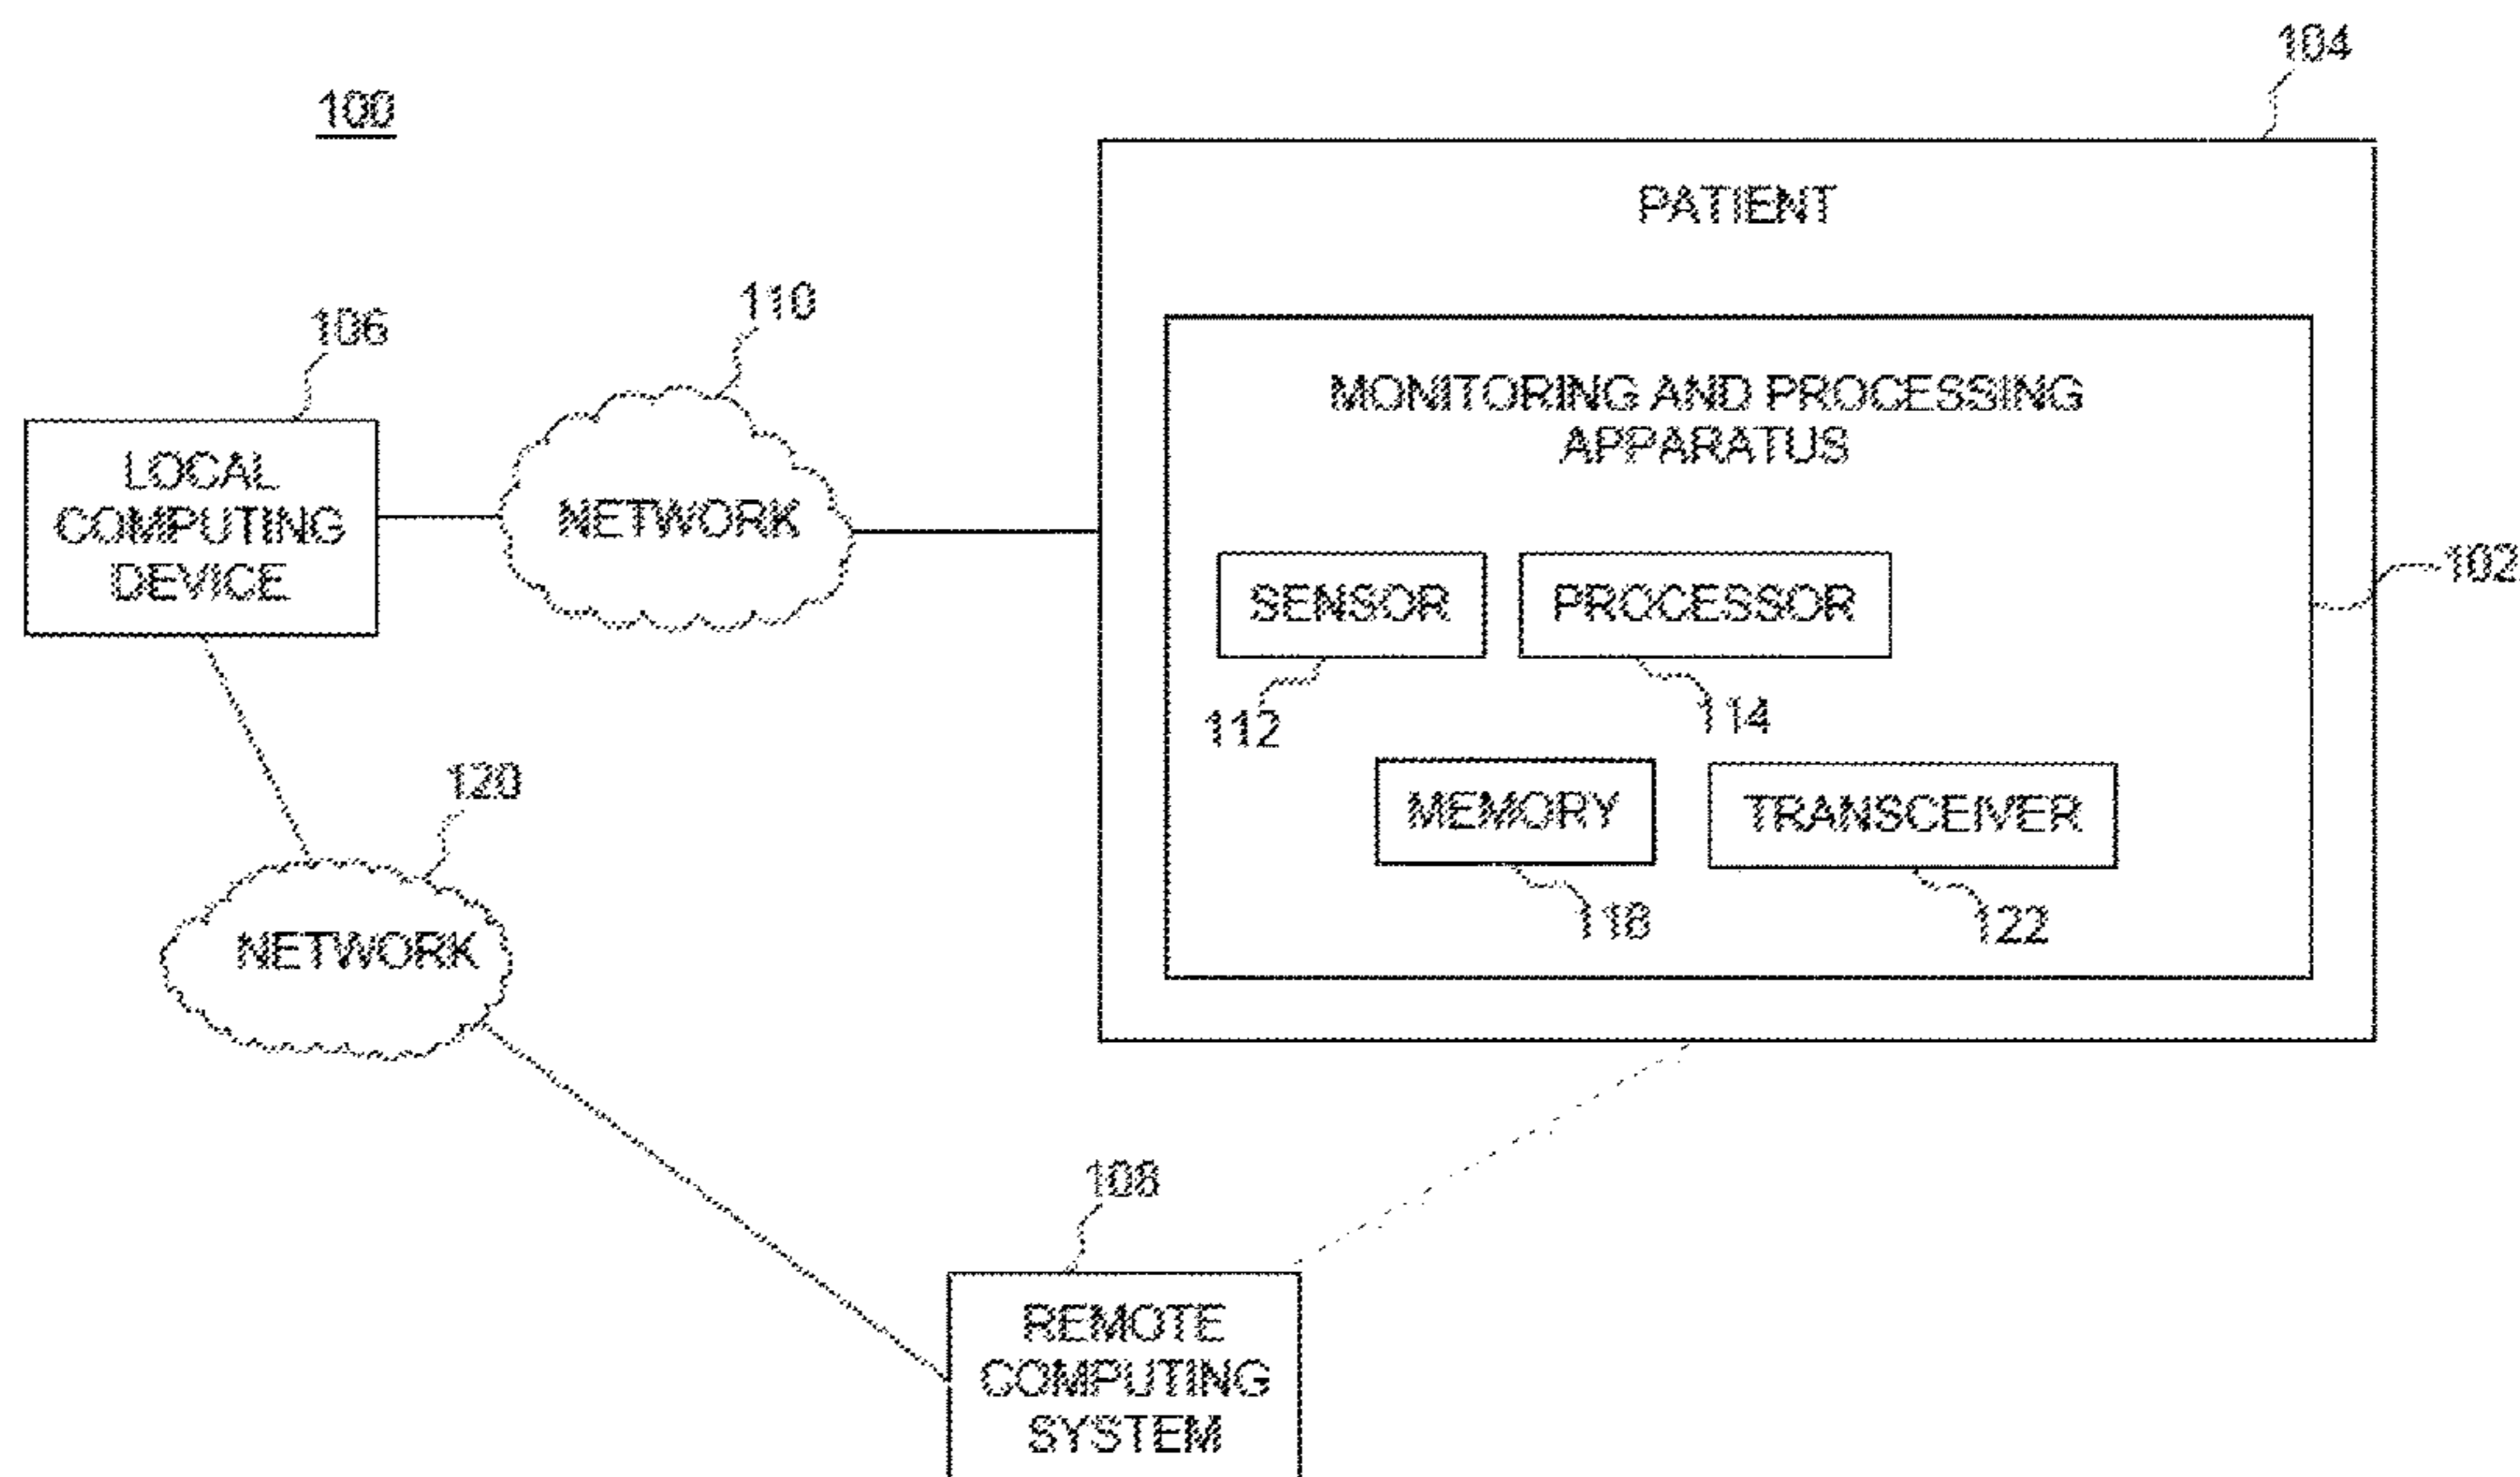 100
104
PATIENT
110
106
MONITORING AND PROCESSING
APPARATUS
LOCAL
COMPUTING
DEVICE
NETWORK
102
SENSOR
PROCESSOR
112
114
120
MEMORY
TRANSCEIVER
118
122
NETWORK
108
REMOTE
COMPUTING
SYSTEM